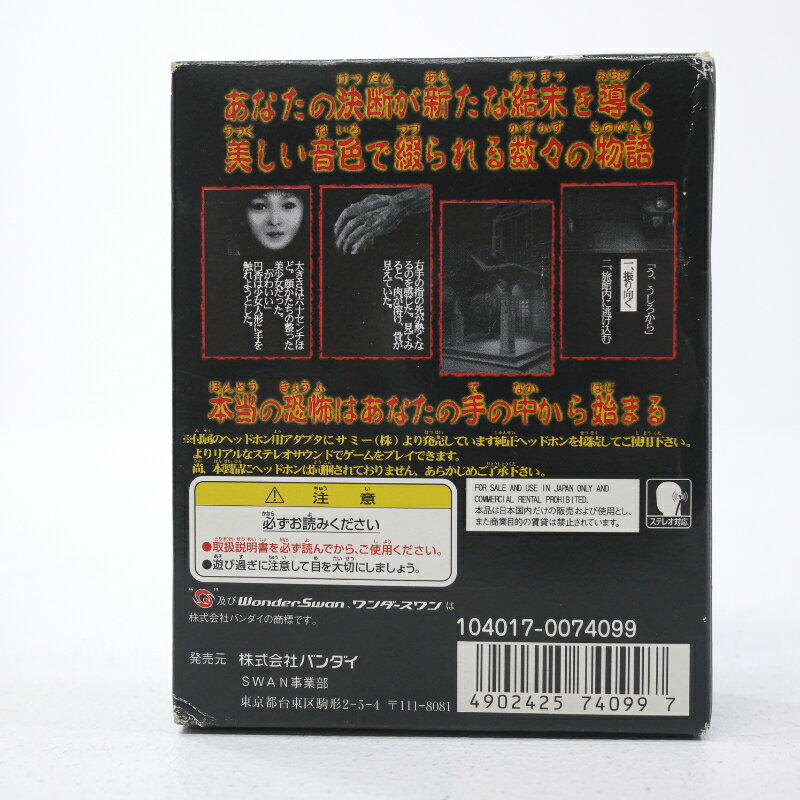 あなたの決断が新たな結末を導く
美しい音色で綴られる数々の物語
「う、うしろから」
一、振り向く
二、旅館内に逃げ込む
右手の指の先が熱くな
るのを感じた。見てみ
ると、肉が溶け、骨が
見えていた。
大きさは八十センチほ
ど。顔かたちの整った
美少女だった。
「かわいい」
円香は少女人形に手を
触れようとした。
本当の恐怖はあなたの手の中から始まる
※付属のヘッドホン用アダプタにサミー(株)より発売しています純正ヘッドホンを接続してご使用下さい。
よりリアルなステレオサウンドでゲームをプレイできます。
尚、本製品にヘッドホンは同梱されておりません、あらかじめご了承下さい。
注意
必ずお読みください
●取扱説明書を必ず読んでから、ご使用ください。
●遊び過ぎに注意して目を大切にしましょう。
FOR SALE AND USE IN JAPAN ONLY AND
COMMERCIAL RENTAL PROHIBITED.
本品は日本国内だけの販売および使用とし、
また商業目的の賃貸は禁止されています。
ステレオ対応
" "及びWonderSwan、ワンダースワンは
株式会社バンダイの商標です。
発売元 株式会社バンダイ
SWAN事業部
東京都台東区駒形2-5-4 〒111-8081
104017-0074099
4902425 740997